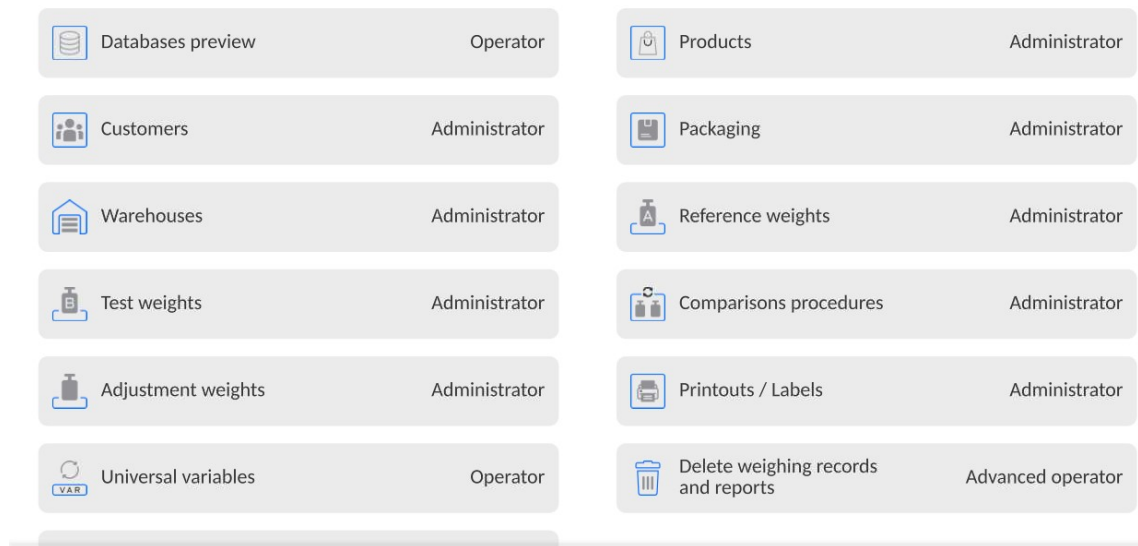 Databases preview Operator
Products Administrator
Customers Administrator
Packaging Administrator
Warehouses Administrator
A
Reference weights Administrator
B
Test weights Administrator
Comparisons procedures Administrator
Adjustment weights Administrator
Printouts / Labels Administrator
VAR
Universal variables Operator
Delete weighing records
and reports
Advanced operator